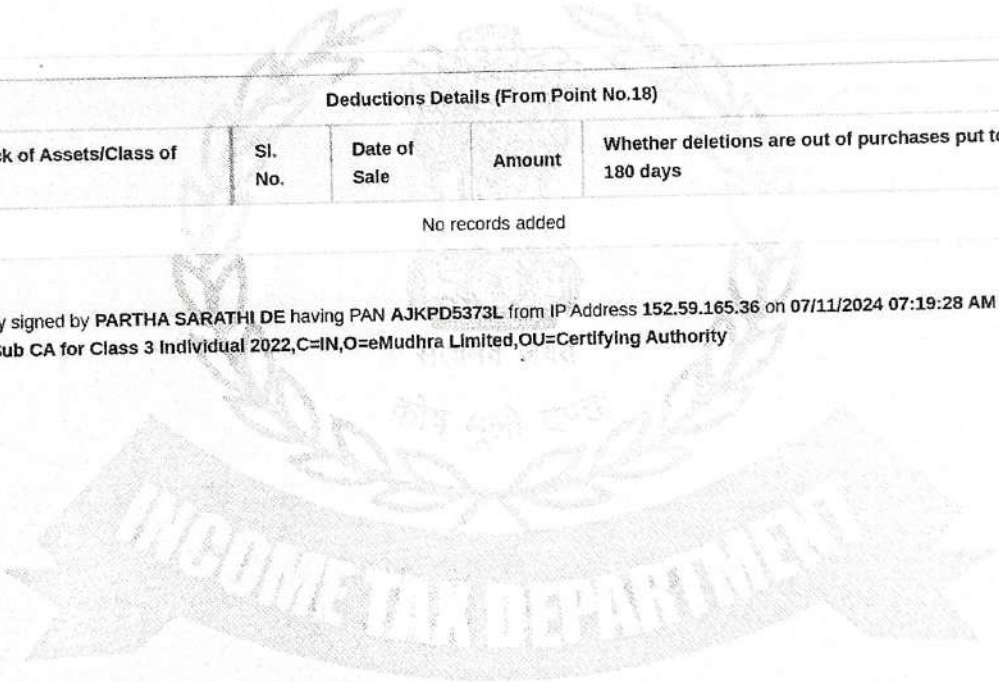 Deductions Details (From Point No.18)
ck of Assets/Class of
Sl.
No.
Date of
Sale
Amount
Whether deletions are out of purchases put to
180 days
No records added
y signed by PARTHA SARATHI DE having PAN AJKPD5373L from IP Address 152.59.165.36 on 07/11/2024 07:19:28 AM
Sub CA for Class 3 Individual 2022,C=IN,O=eMudhra Limited,OU=Certifying Authority
INCOME TAX DEPARTMENT